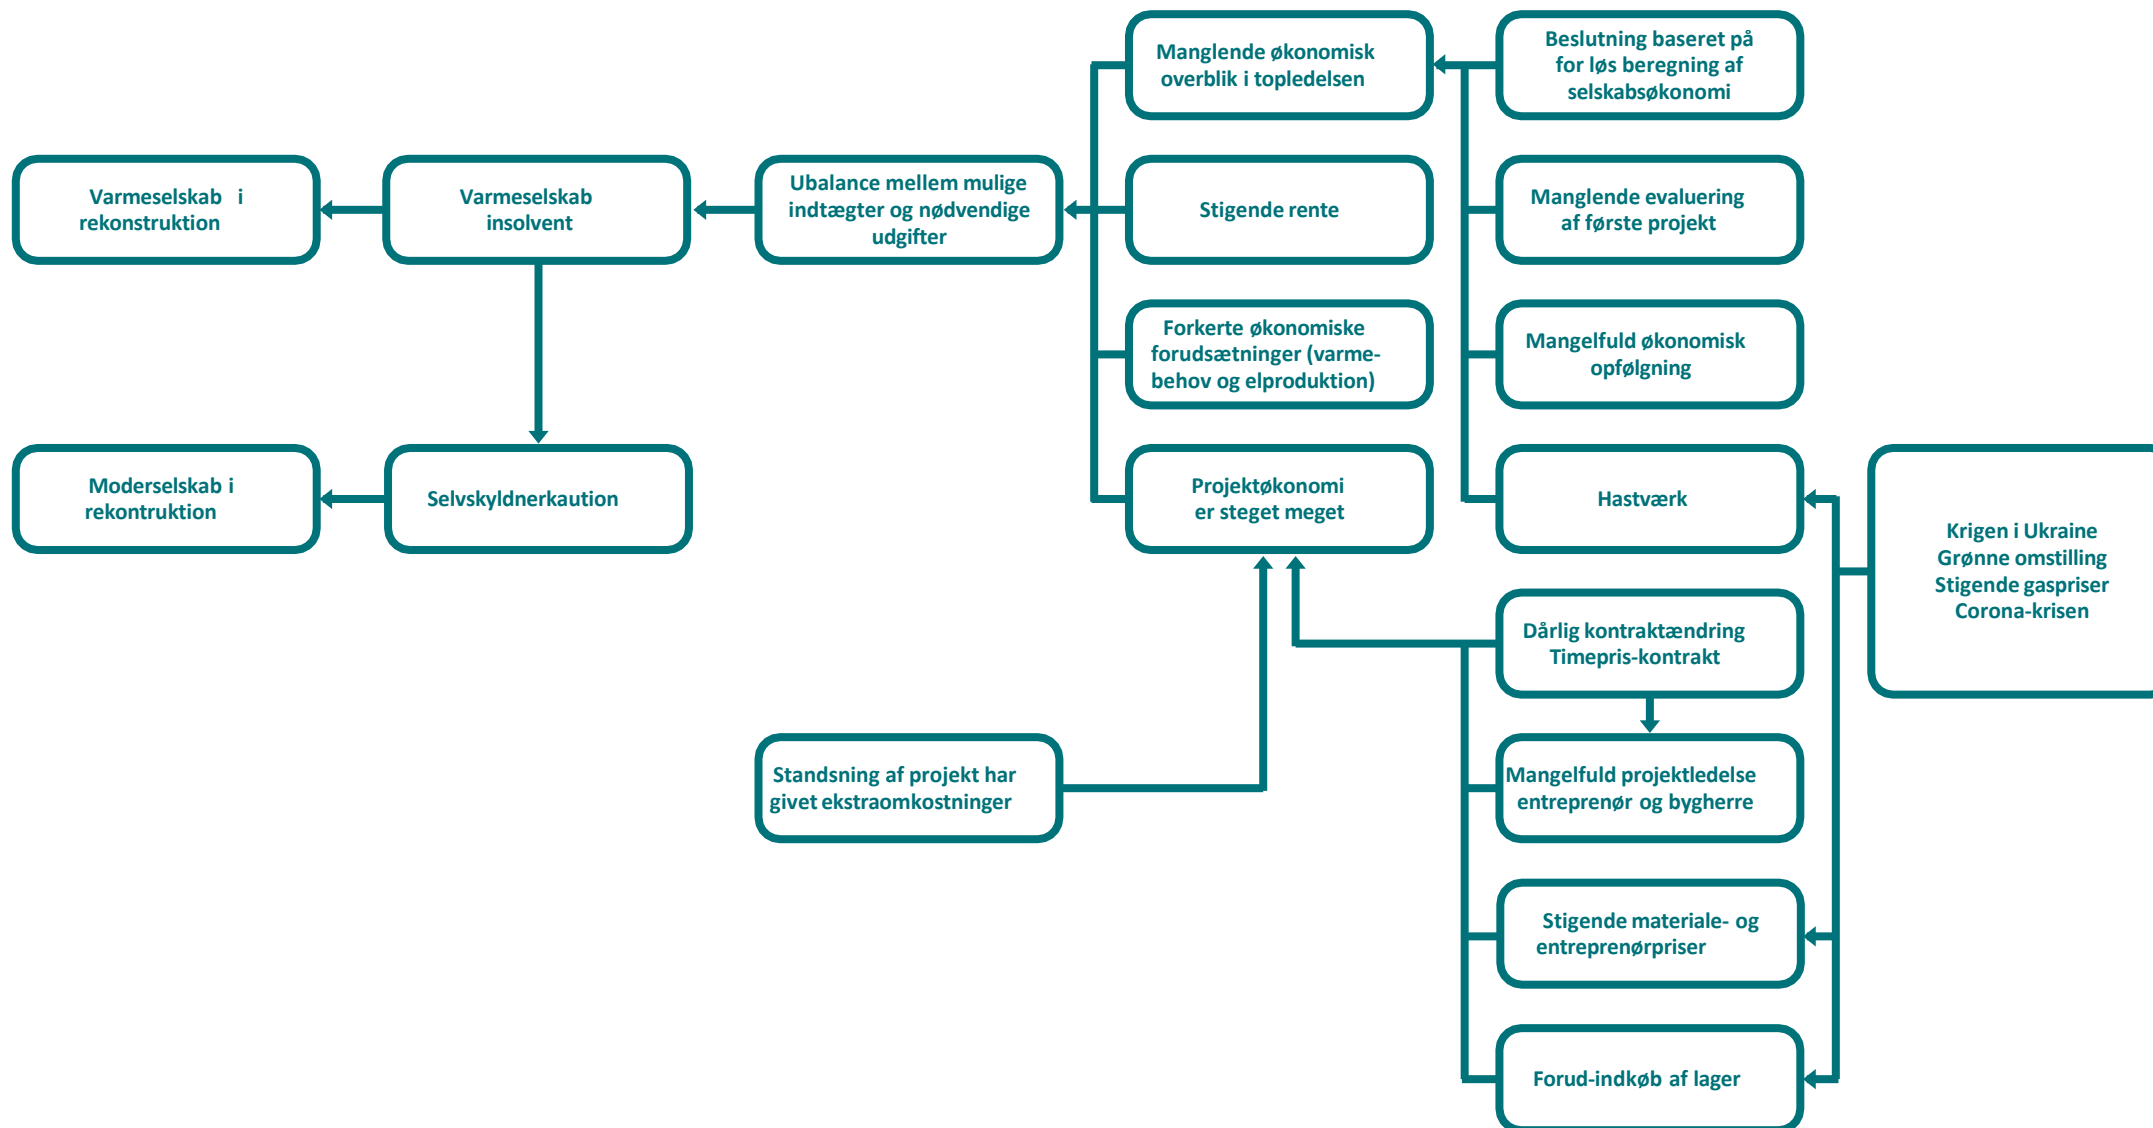 Manglende økonomisk
overblik i topledelsen
Beslutning baseret på
for løs beregning af
selskabsøkonomi
Varmeselskab i
rekonstruktion
Varmeselskab
insolvent
Ubalance mellem mulige
indtægter og nødvendige
udgifter
Stigende rente
Manglende evaluering
af første projekt
Forkerte økonomiske
forudsætninger (varme-
behov og elproduktion)
Mangelfuld økonomisk
opfølgning
Moderselskab i
rekontruktion
Selvskyldnerkaution
Projektøkonomi
er steget meget
Hastværk
Krigen i Ukraine
Grønne omstilling
Stigende gaspriser
Corona-krisen
Dårlig kontraktændring
Timepris-kontrakt
Standsning af projekt har
givet ekstraomkostninger
Mangelfuld projektledelse
entreprenør og bygherre
Stigende materiale- og
entreprenørpriser
Forud-indkøb af lager